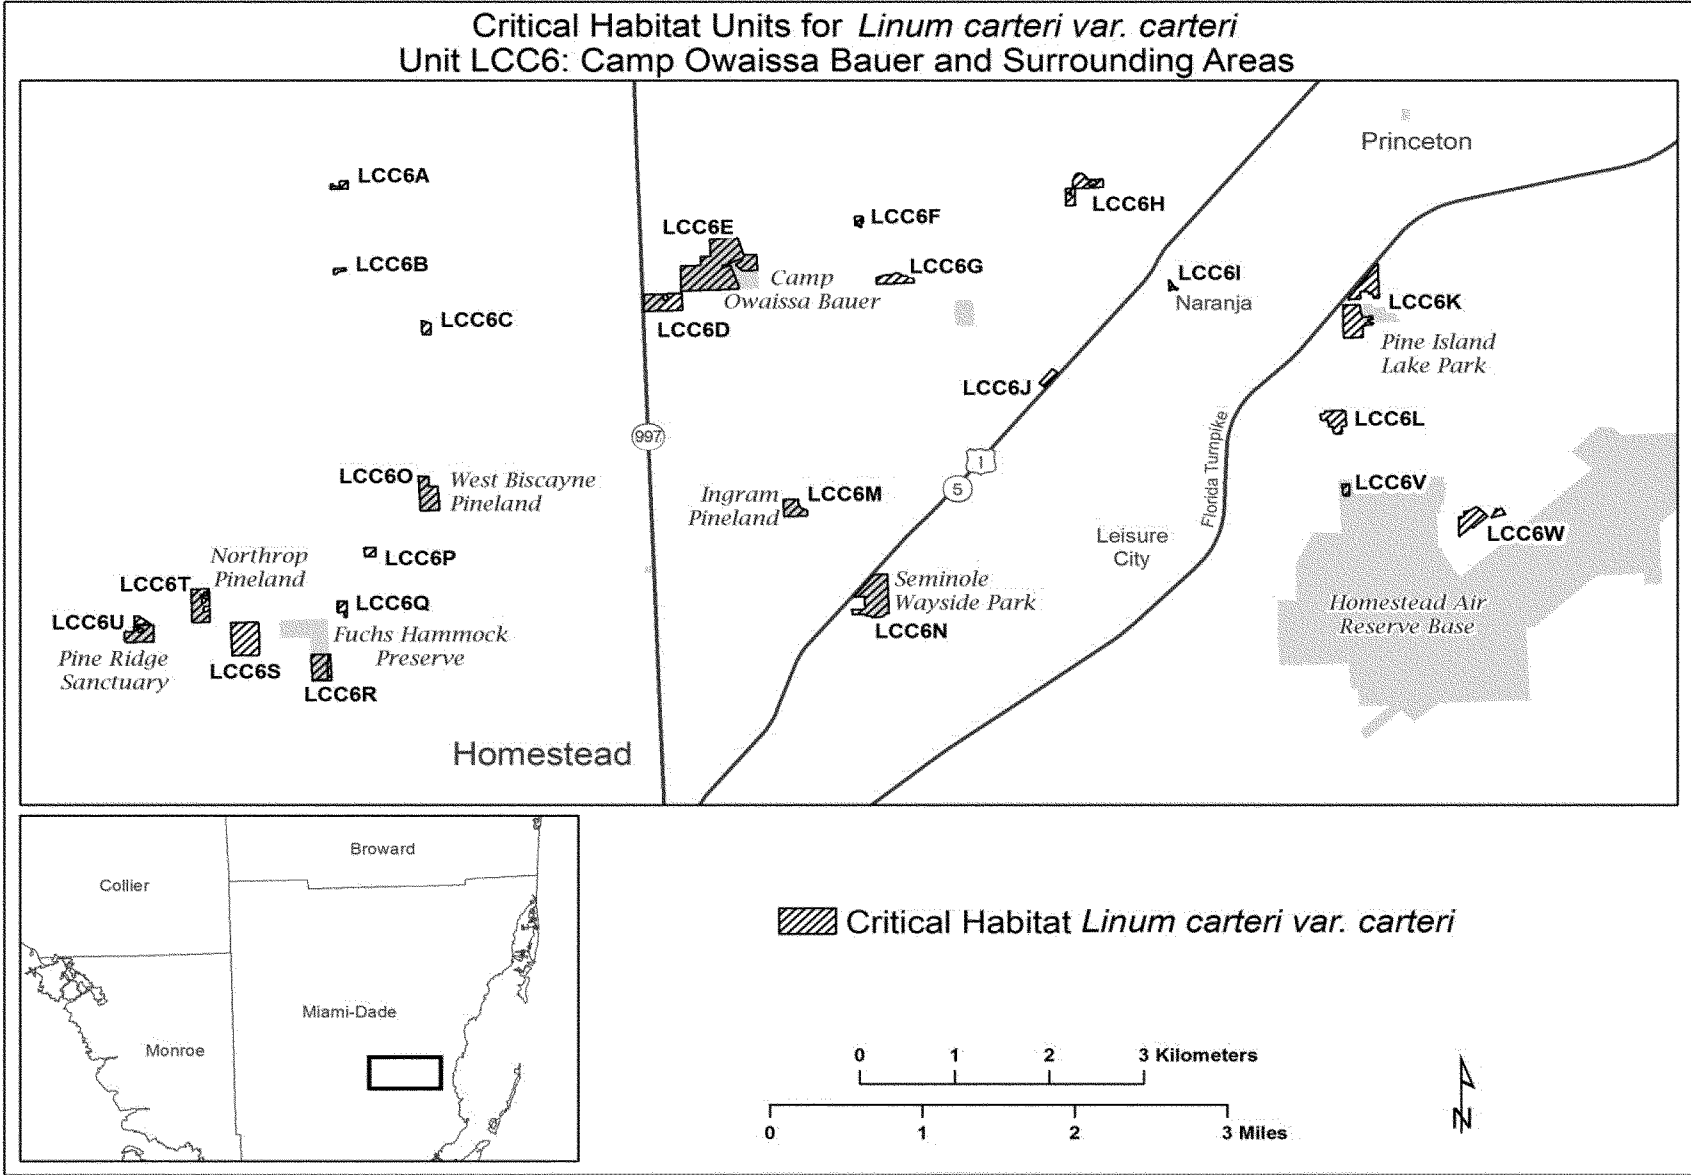 Critical Habitat Units for Linum carteri var. carteri
Unit LCC6: Camp Owaissa Bauer and Surrounding Areas
Princeton
LCC6A
LCC6H
LCC6F
LCC6E
LCC6B
LCC6G
LCC6I
Camp
Owaissa Bauer
Naranja
LCC6K
LCC6C
LCC6D
Pine Island
Lake Park
LCC6J
LCC6L
997
1
5
Florida Turnpike
LCC6O
West Biscayne
Pineland
Ingram
Pineland
LCC6M
LCC6V
LCC6W
Leisure
City
LCC6P
Northrop
Pineland
LCC6T
Seminole
Wayside Park
LCC6N
Homestead Air
Reserve Base
LCC6Q
LCC6U
Fuchs Hammock
Preserve
Pine Ridge
Sanctuary
LCC6S
LCC6R
Homestead
Broward
Collier
Miami-Dade
Monroe
Critical Habitat Linum carteri var. carteri
0 1 2 3 Kilometers
0 1 2 3 Miles
N